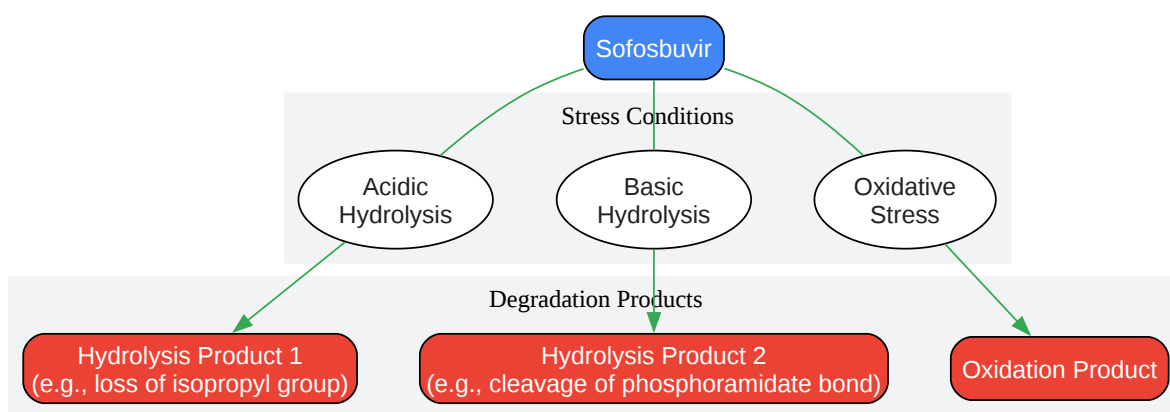 Sofosbuvir
Stress Conditions
Acidic
Hydrolysis
Basic
Hydrolysis
Oxidative
Stress
Degradation Products
Hydrolysis Product 1
(e.g., loss of isopropyl group)
Hydrolysis Product 2
(e.g., cleavage of phosphoramidate bond)
Oxidation Product